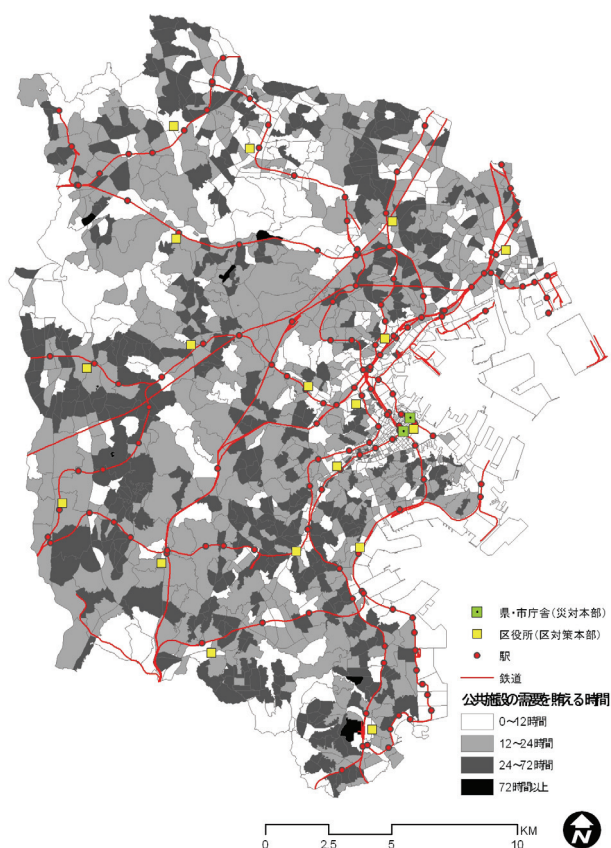 県・市庁舎(災対本部)
区役所(区対策本部)
駅
鉄道
公共施設の需要を賄える時間
0~12時間
12~24時間
24~72時間
72時間以上
KM
0 2.5 5 10
N